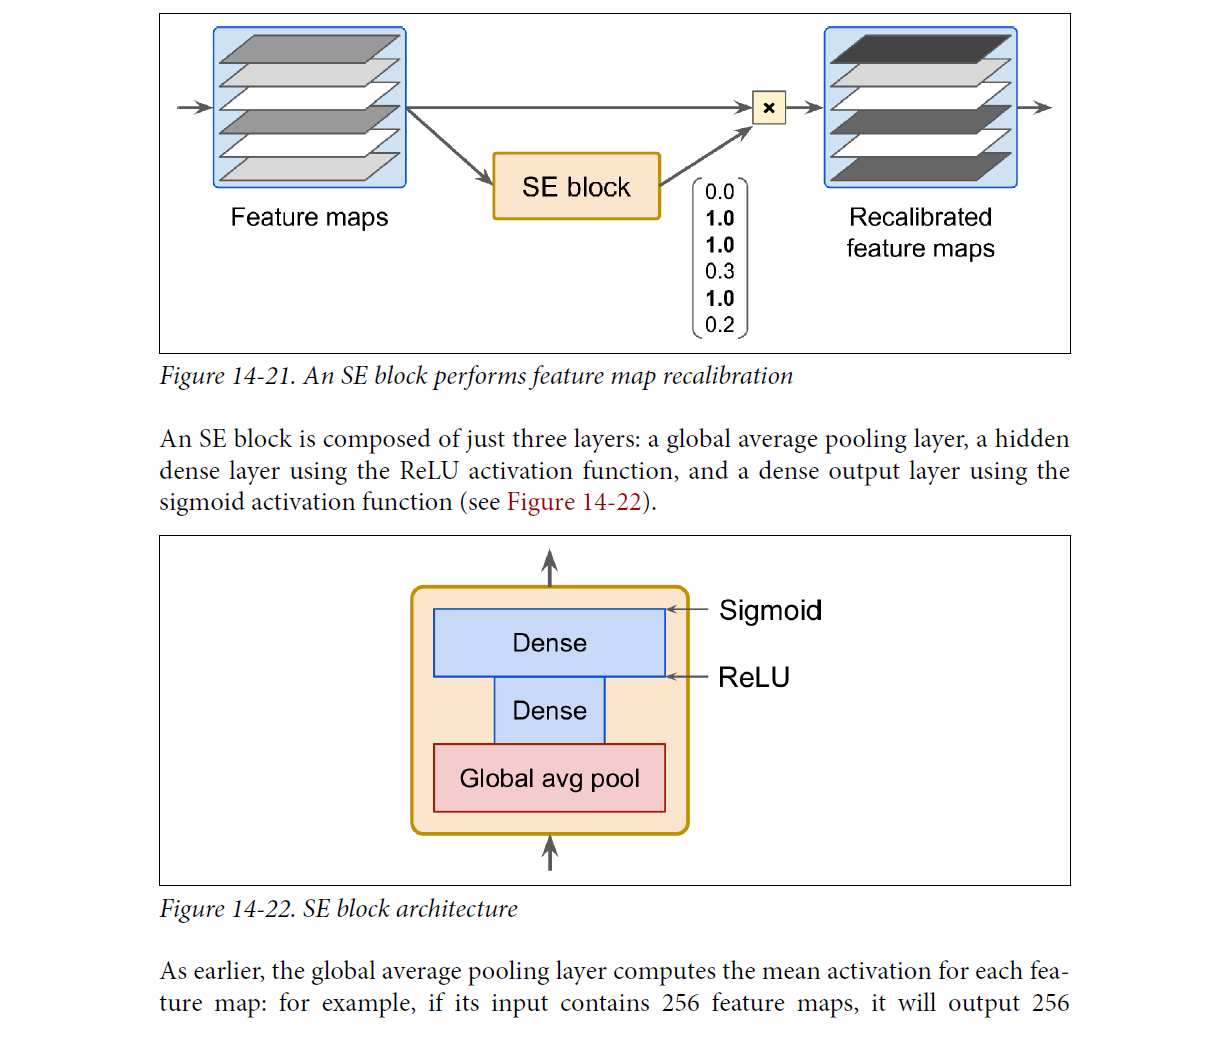 ×
SE block
Feature maps
0.0
1.0
1.0
0.3
1.0
0.2
Recalibrated
feature maps
Figure 14-21. An SE block performs feature map recalibration
An SE block is composed of just three layers: a global average pooling layer, a hidden
dense layer using the ReLU activation function, and a dense output layer using the
sigmoid activation function (see Figure 14-22).
Sigmoid
Dense
ReLU
Dense
Global avg pool
Figure 14-22. SE block architecture
As earlier, the global average pooling layer computes the mean activation for each fea-
ture map: for example, if its input contains 256 feature maps, it will output 256